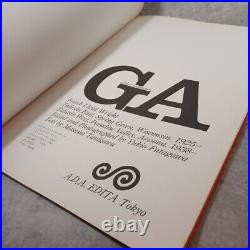 GA
Frank Lloyd Wright
Taliesin East, Spring Green, Wisconsin, 1925-
Taliesin West, Paradise Valley, Arizona, 1938-
Edited and Photographed by Yukio Futagawa
Text by Masami Tanigawa
A.D.A. EDITA Tokyo